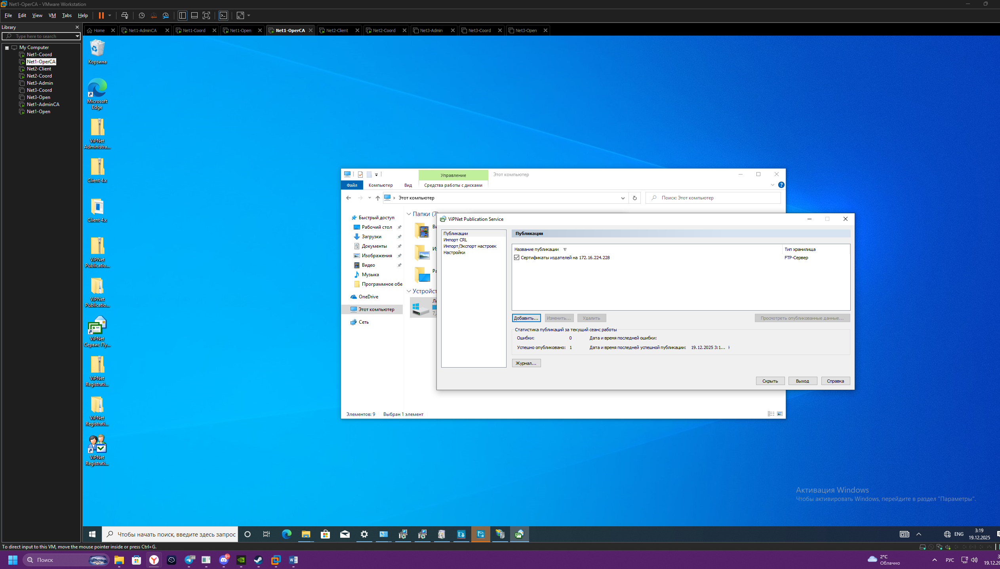 Net1-OperCA - VMware Workstation
File Edit View VM Tabs Help
Library
Type here to search
My Computer
Net1-Coord
Net1-OperCA
Net2-Client
Net2-Coord
Net3-Admin
Net3-Coord
Net3-Open
Net1-AdminCA
Net1-Open
Home Net1-AdminCA Net1-Coord Net1-Open Net1-OperCA Net2-Client Net2-Coord Net3-Admin Net3-Coord Net3-Open
Корзина
Microsoft
Edge
ViPNet
Administra...
Client 4.x
Client 4.x
ViPNet
Publicatio...
ViPNet
Publicatio...
ViPNet
Сервис Пу...
ViPNet
Registrati...
ViPNet
Registrati...
ViPNet
Registrati...
Управление Этот компьютер
Файл Компьютер Вид Средства работы с дисками
Этот компьютер Поиск: Этот компьютер
Быстрый доступ
Рабочий стол
Загрузки
Документы
Изображения
Видео
Музыка
Программное обе
OneDrive
Этот компьютер
Сеть
Папки (7)
Устройст
Элементов: 9 Выбран 1 элемент
ViPNet Publication Service
Публикации
Импорт CRL
Импорт/Экспорт настроек
Настройки
Публикации
Название публикации Тип хранилища
Сертификаты издателей на 172.16.224.228 FTP-Сервер
Добавить... Изменить... Удалить Просмотреть опубликованные данные...
Статистика публикаций за текущий сеанс работы
Ошибки: 0 Дата и время последней ошибки:
Успешно опубликовано: 1 Дата и время последней успешной публикации: 19.12.2025 3:1...
Журнал...
Скрыть Выход Справка
Активация Windows
Чтобы активировать Windows, перейдите в раздел "Параметры".
Чтобы начать поиск, введите здесь запрос
ENG
3:19
19.12.2025
To direct input to this VM, move the mouse pointer inside or press Ctrl+G.
Поиск
48
9+
2°C
Облачно
РУС